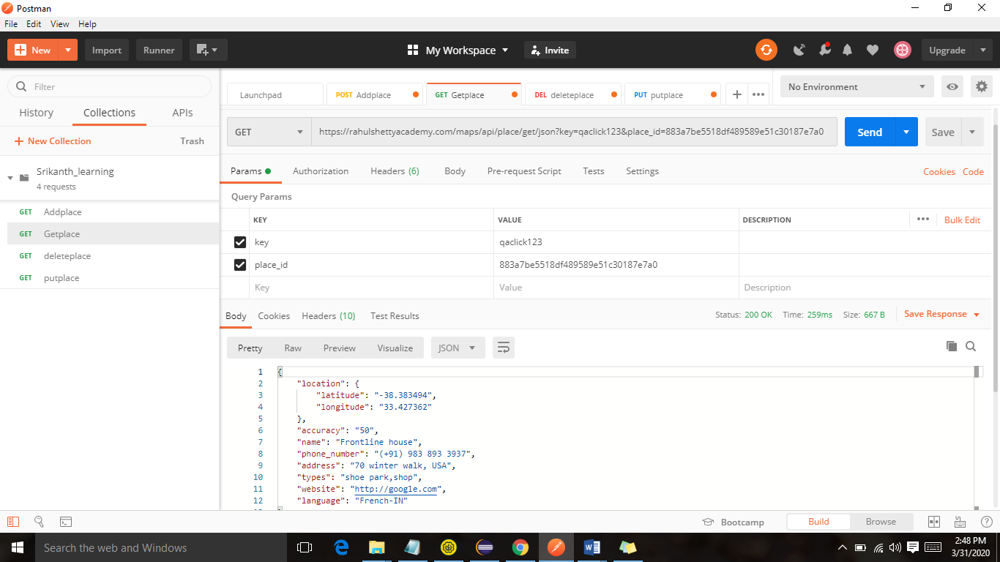 Postman
File Edit View Help
New Import Runner My Workspace Invite Upgrade
Filter
History Collections APIs
New Collection Trash
Srikanth_learning
4 requests
GET Addplace
GET Getplace
GET deleteplace
GET putplace
Launchpad POST Addplace GET Getplace DEL deleteplace PUT putplace No Environment
GET https://rahulshettyacademy.com/maps/api/place/get/json?key=qaclick123&place_id=883a7be5518df489589e51c30187e7a0 Send Save
Params Authorization Headers (6) Body Pre-request Script Tests Settings Cookies Code
Query Params
KEY VALUE DESCRIPTION Bulk Edit
key qaclick123
place_id 883a7be5518df489589e51c30187e7a0
Key Value Description
Body Cookies Headers (10) Test Results Status: 200 OK Time: 259ms Size: 667 B Save Response
Pretty Raw Preview Visualize JSON
1 {
2 "location": {
3 "latitude": "-38.383494",
4 "longitude": "33.427362"
5 },
6 "accuracy": "50",
7 "name": "Frontline house",
8 "phone_number": "(+91) 983 893 3937",
9 "address": "70 winter walk, USA",
10 "types": "shoe park,shop",
11 "website": "http://google.com",
12 "language": "French-IN"
Bootcamp Build Browse
Search the web and Windows
2:48 PM
3/31/2020